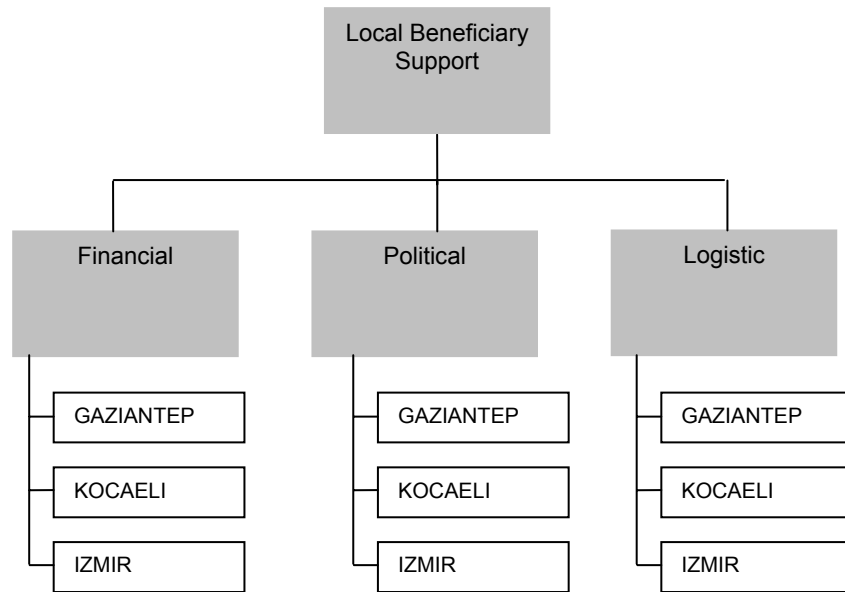 Local Beneficiary
Support
Financial
Political
Logistic
GAZIANTEP
KOCAELI
IZMIR
GAZIANTEP
KOCAELI
IZMIR
GAZIANTEP
KOCAELI
IZMIR